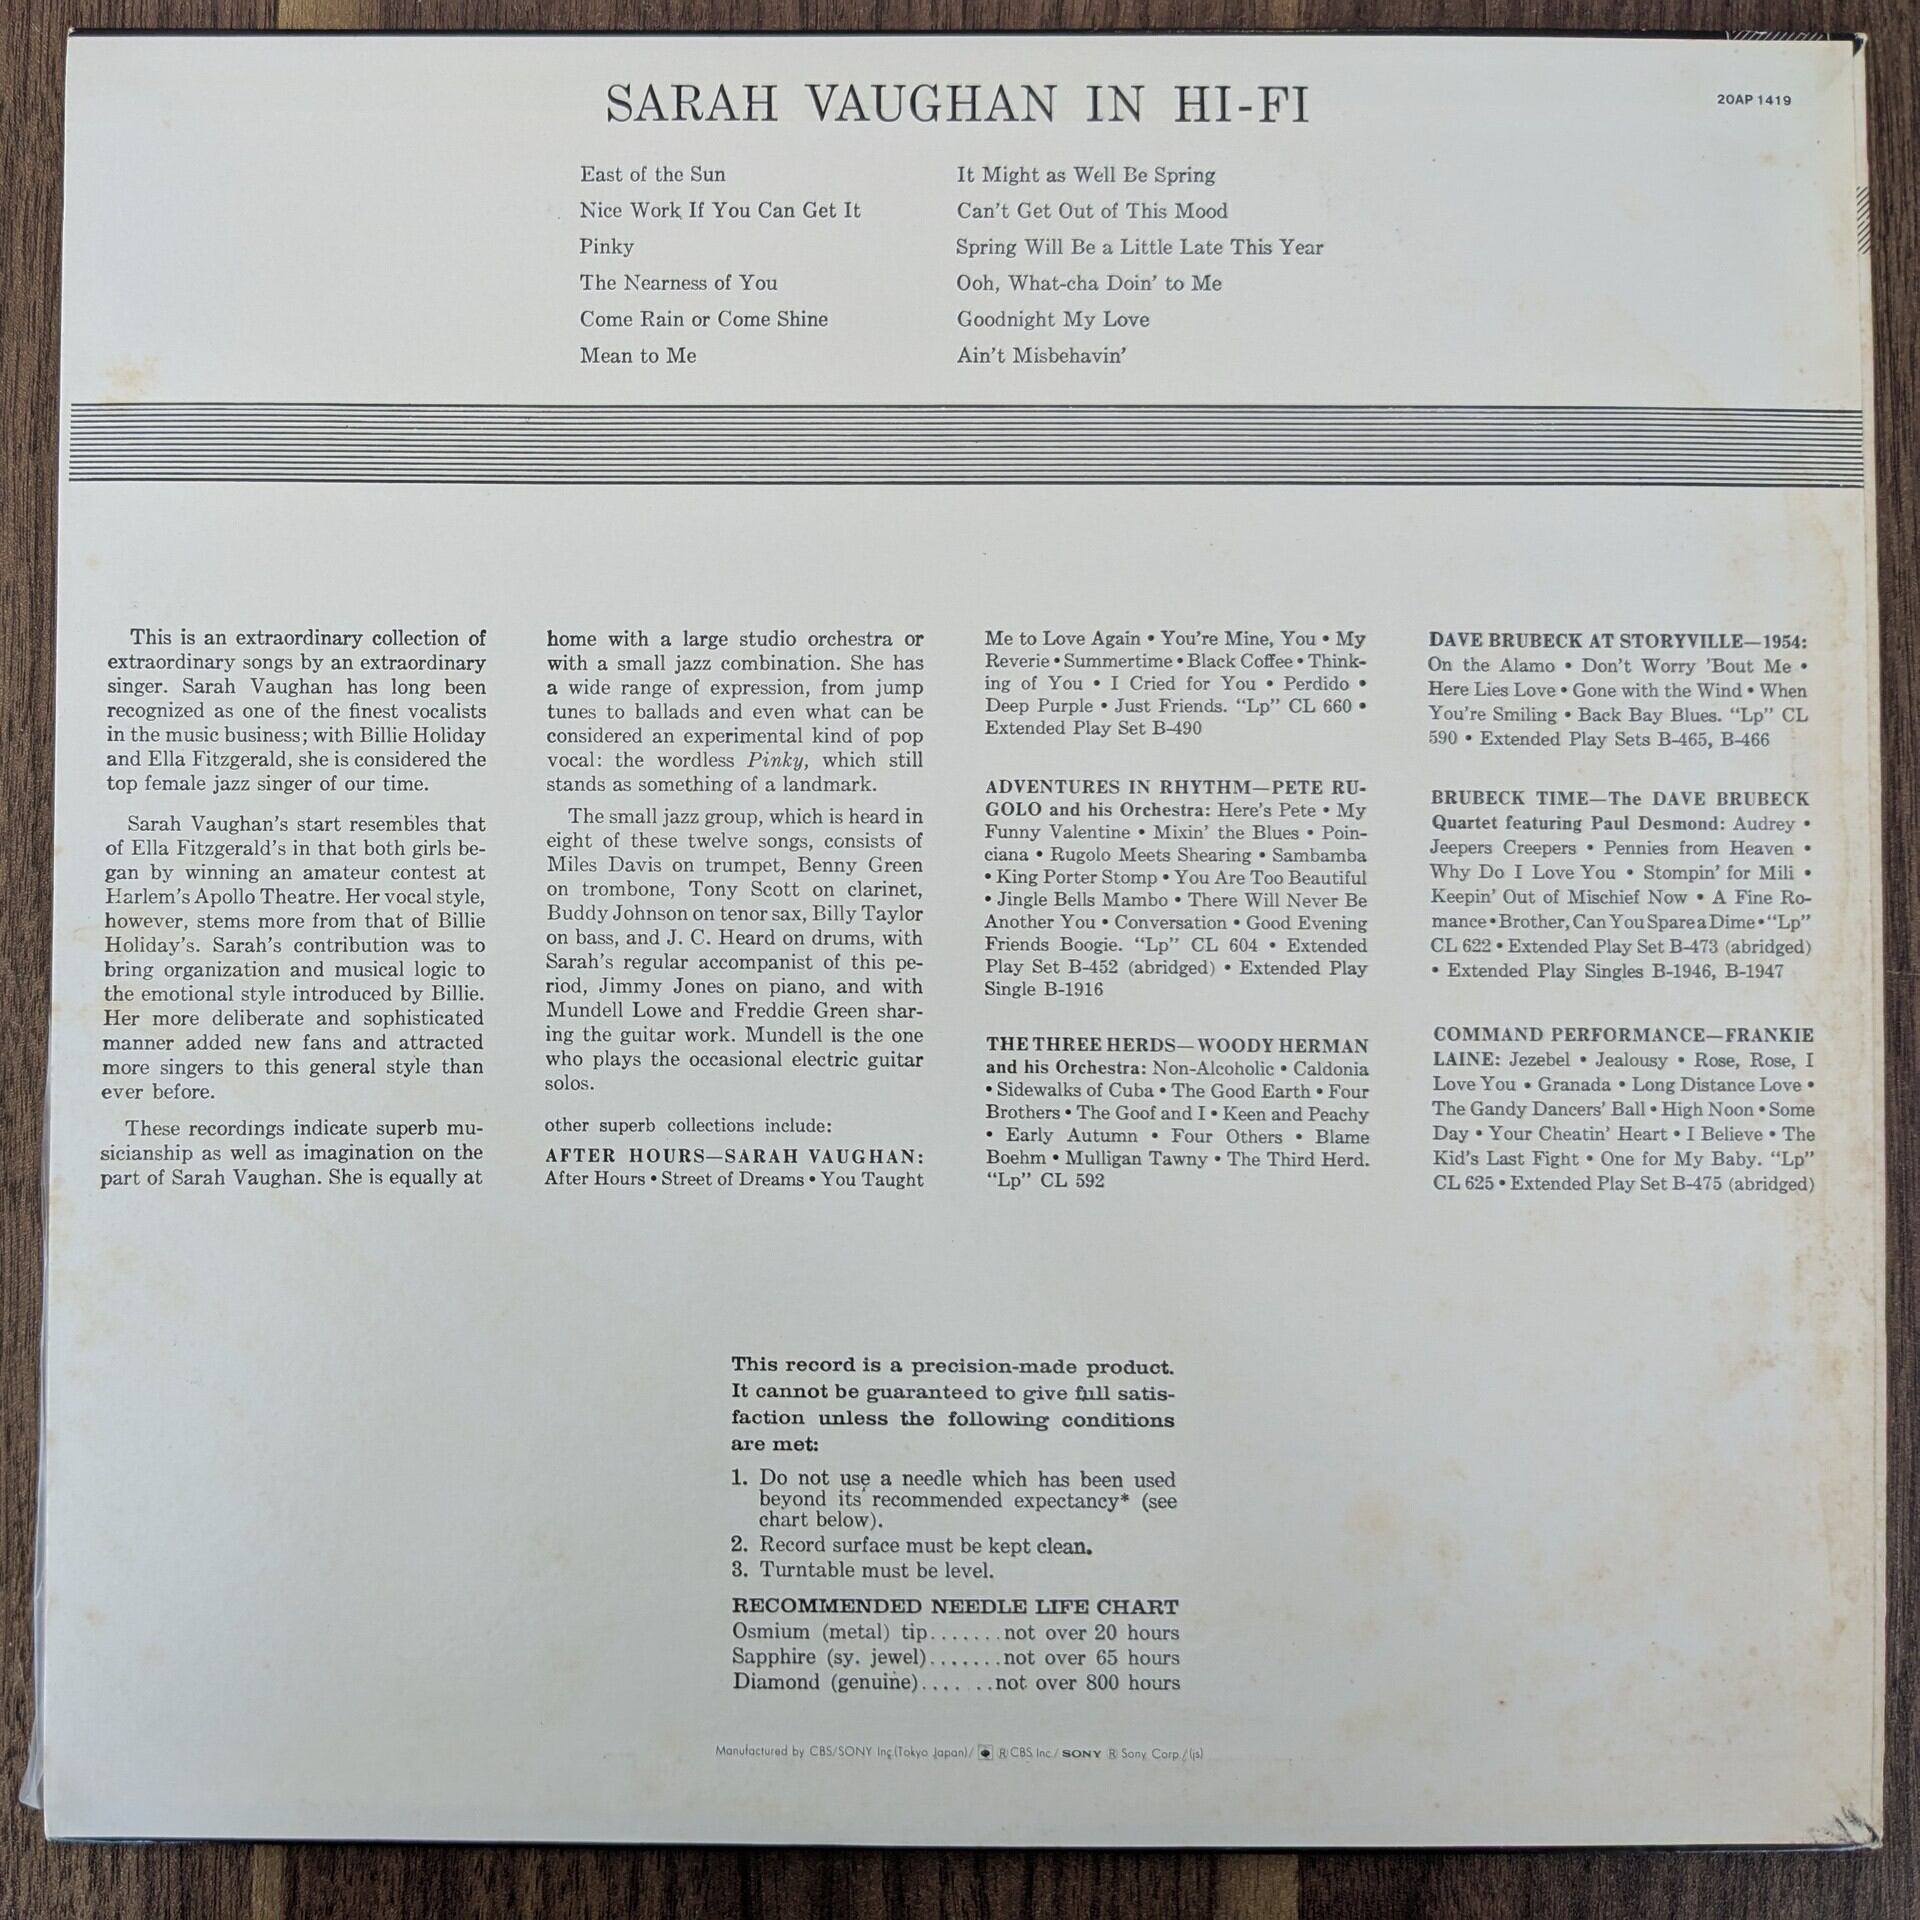 SARAH VAUGHAN IN HI-FI
20AP 1419
East of the Sun
Nice Work If You Can Get It
Pinky
The Nearness of You
Come Rain or Come Shine
Mean to Me
It Might as Well Be Spring
Can't Get Out of This Mood
Spring Will Be a Little Late This Year
Ooh, What-cha Doin' to Me
Goodnight My Love
Ain't Misbehavin'
This is an extraordinary collection of
extraordinary songs by an extraordinary
singer. Sarah Vaughan has long been
recognized as one of the finest vocalists
in the music business; with Billie Holiday
and Ella Fitzgerald, she is considered the
top female jazz singer of our time.
Sarah Vaughan's start resembles that
of Ella Fitzgerald's in that both girls be-
gan by winning an amateur contest at
Harlem's Apollo Theatre. Her vocal style,
however, stems more from that of Billie
Holiday's. Sarah's contribution was to
bring organization and musical logic to
the emotional style introduced by Billie.
Her more deliberate and sophisticated
manner added new fans and attracted
more singers to this general style than
ever before.
These recordings indicate superb mu-
sicianship as well as imagination on the
part of Sarah Vaughan. She is equally at
home with a large studio orchestra or
with a small jazz combination. She has
a wide range of expression, from jump
tunes to ballads and even what can be
considered an experimental kind of pop
vocal: the wordless Pinky, which still
stands as something of a landmark.
The small jazz group, which is heard in
eight of these twelve songs, consists of
Miles Davis on trumpet, Benny Green
on trombone, Tony Scott on clarinet,
Buddy Johnson on tenor sax, Billy Taylor
on bass, and J. C. Heard on drums, with
Sarah's regular accompanist of this pe-
riod, Jimmy Jones on piano, and with
Mundell Lowe and Freddie Green shar-
ing the guitar work. Mundell is the one
who plays the occasional electric guitar
solos.
other superb collections include:
AFTER HOURS—SARAH VAUGHAN:
After Hours • Street of Dreams • You Taught
Me to Love Again • You're Mine, You • My
Reverie • Summertime • Black Coffee • Think-
ing of You • I Cried for You • Perdido •
Deep Purple • Just Friends. "Lp" CL 660 •
Extended Play Set B-490
ADVENTURES IN RHYTHM—PETE RU-
GOLO and his Orchestra: Here's Pete • My
Funny Valentine • Mixin' the Blues • Poin-
ciana • Rugolo Meets Shearing • Sambamba
• King Porter Stomp • You Are Too Beautiful
• Jingle Bells Mambo • There Will Never Be
Another You • Conversation • Good Evening
Friends Boogie. "Lp" CL 604 • Extended
Play Set B-452 (abridged) • Extended Play
Single B-1916
THE THREE HERDS—WOODY HERMAN
and his Orchestra: Non-Alcoholic • Caldonia
• Sidewalks of Cuba • The Good Earth • Four
Brothers • The Goof and I • Keen and Peachy
• Early Autumn • Four Others • Blame
Boehm • Mulligan Tawny • The Third Herd.
"Lp" CL 592
DAVE BRUBECK AT STORYVILLE—1954:
On the Alamo • Don't Worry 'Bout Me •
Here Lies Love • Gone with the Wind • When
You're Smiling • Back Bay Blues. "Lp" CL
590 • Extended Play Sets B-465, B-466
BRUBECK TIME—The DAVE BRUBECK
Quartet featuring Paul Desmond: Audrey •
Jeepers Creepers • Pennies from Heaven •
Why Do I Love You • Stompin' for Mili •
Keepin' Out of Mischief Now • A Fine Ro-
mance • Brother, Can You Spare a Dime • "Lp"
CL 622 • Extended Play Set B-473 (abridged)
• Extended Play Singles B-1946, B-1947
COMMAND PERFORMANCE—FRANKIE
LAINE: Jezebel • Jealousy • Rose, Rose, I
Love You • Granada • Long Distance Love •
The Gandy Dancers' Ball • High Noon • Some
Day • Your Cheatin' Heart • I Believe • The
Kid's Last Fight • One for My Baby. "Lp"
CL 625 • Extended Play Set B-475 (abridged)
This record is a precision-made product.
It cannot be guaranteed to give full satis-
faction unless the following conditions
are met:
1. Do not use a needle which has been used
beyond its recommended expectancy* (see
chart below).
2. Record surface must be kept clean.
3. Turntable must be level.
RECOMMENDED NEEDLE LIFE CHART
Osmium (metal) tip.......not over 20 hours
Sapphire (sy. jewel).......not over 65 hours
Diamond (genuine).......not over 800 hours
Manufactured by CBS/SONY Inc.(Tokyo Japan)/ ® CBS Inc./ SONY ® Sony Corp./(js)